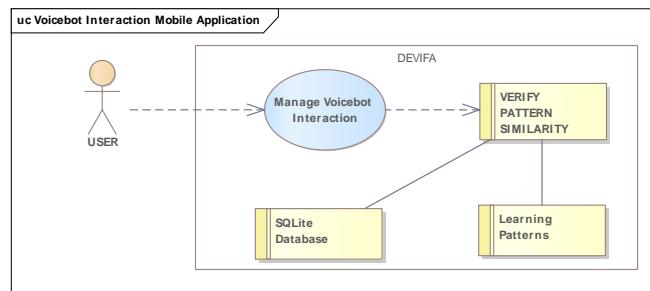 uc Voicebot Interaction Mobile Application
DEVIFA
Manage Voicebot
Interaction
VERIFY
PATTERN
SIMILARITY
USER
SQLite
Database
Learning
Patterns